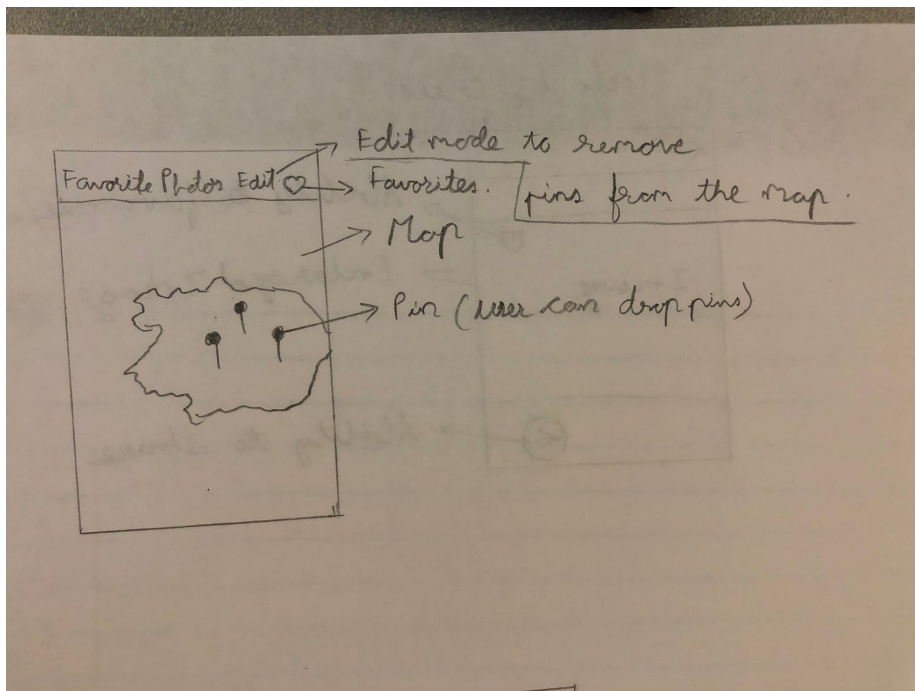 Edit mode to remove
Favorite Photos Edit ♡ Favorites. pins from the map.
Map
Pin (user can drop pins)